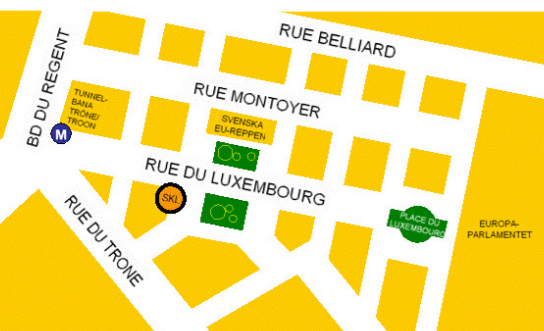 RUE BELLIARD
BD DU REGENT
RUE MONTOYER
TUNNEL-
BANA
TRÔNE/
TROON
M
SVENSKA
EU-REPPEN
RUE DU LUXEMBOURG
SKL
RUE DU TRONE
PLACE DU
LUXEMBOURG
EUROPA-
PARLAMENTET